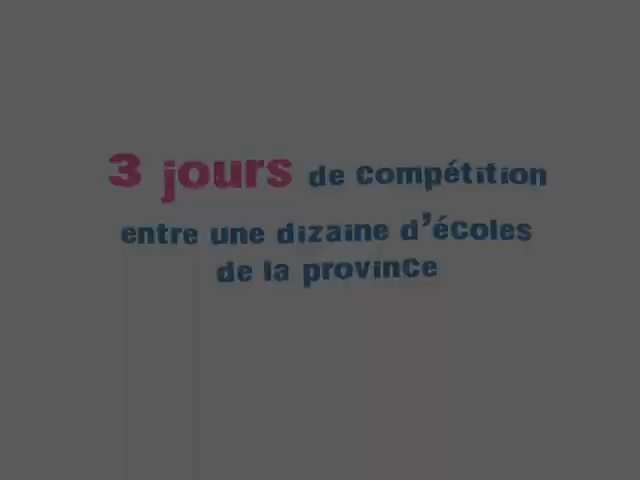 3 jours de compétition
entre une dizaine d'écoles
de la province